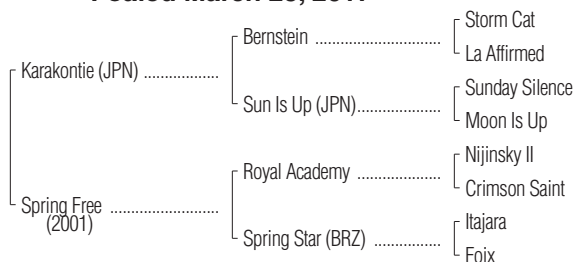 Foaled March 28, 2017
Karakontie (JPN)
Bernstein
Storm Cat
La Affirmed
Sun Is Up (JPN)
Sunday Silence
Moon Is Up
Spring Free
(2001)
Royal Academy
Nijinsky II
Crimson Saint
Spring Star (BRZ)
Itajara
Foix